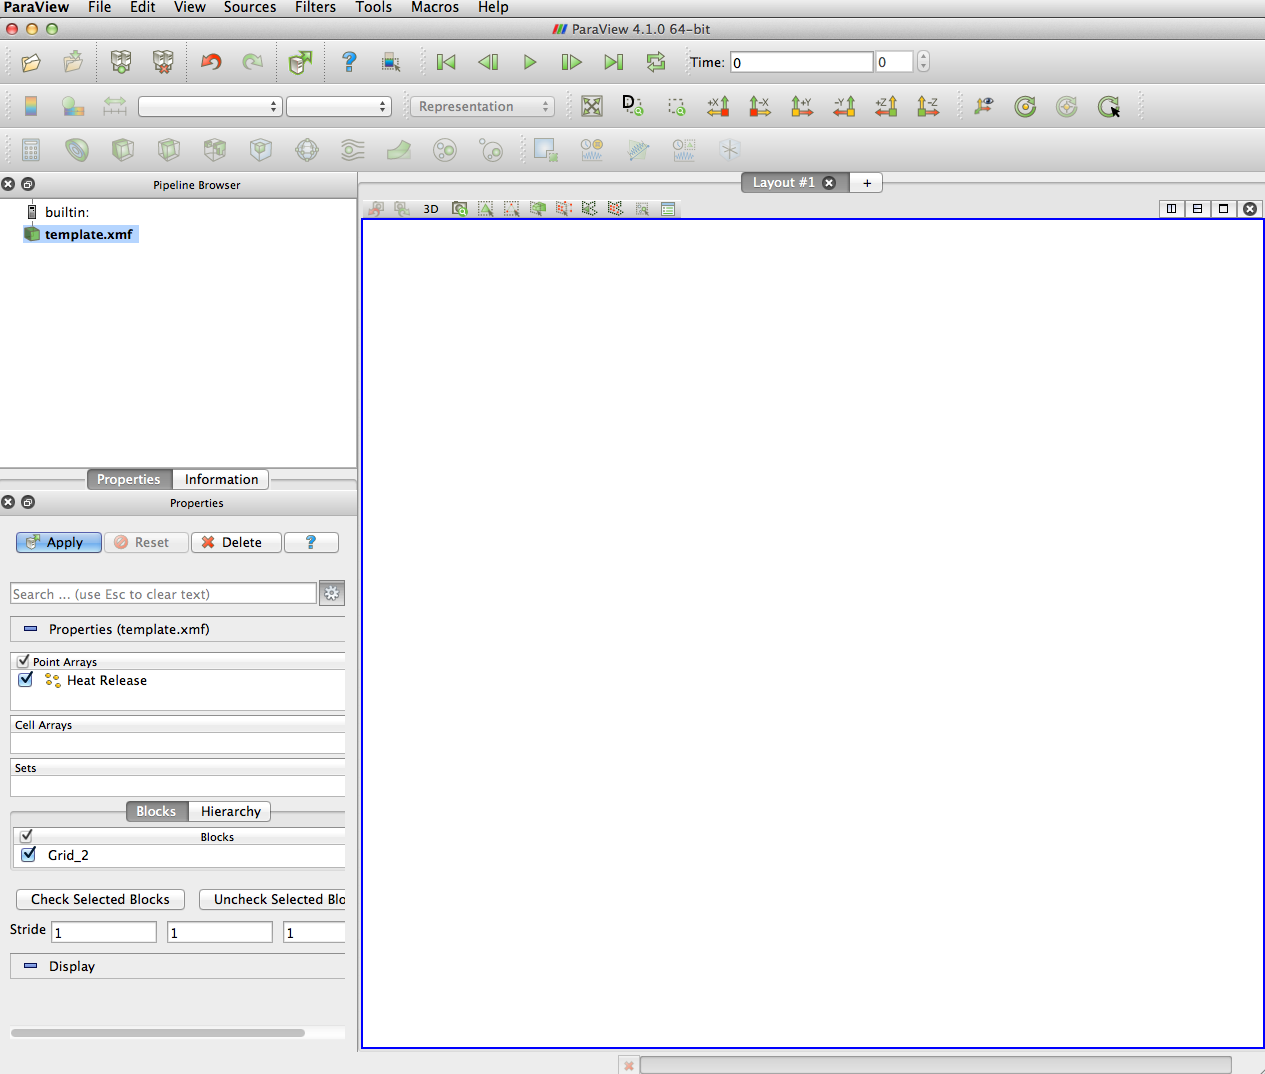 ParaView File Edit View Sources Filters Tools Macros Help
ParaView 4.1.0 64-bit
? Time: 0 0
Representation D +X -X +Y -Y +Z -Z
Pipeline Browser
Layout #1 +
builtin:
template.xmf
3D
Properties Information
Properties
Apply Reset Delete ?
Search ... (use Esc to clear text)
Properties (template.xmf)
Point Arrays
Heat Release
Cell Arrays
Sets
Blocks Hierarchy
Blocks
Grid_2
Check Selected Blocks Uncheck Selected Blo
Stride 1 1 1
Display